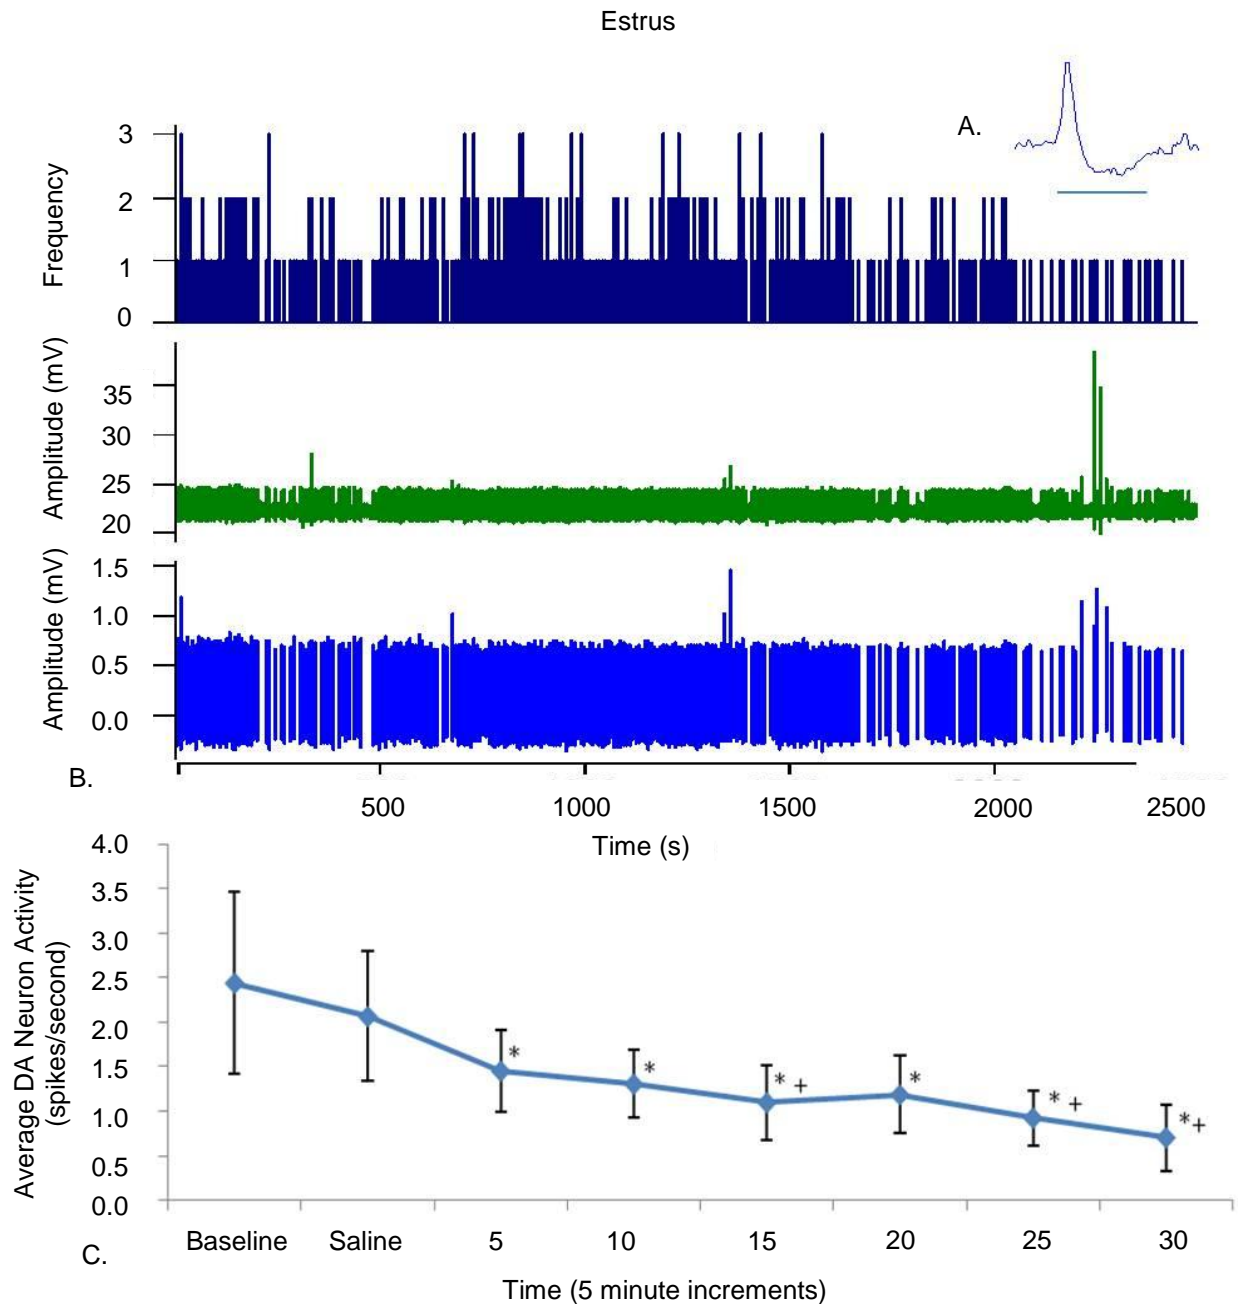 Estrus
A.
Frequency
3
2
1
0
Amplitude (mV)
35
30
25
20
Amplitude (mV)
1.5
1.0
0.5
0.0
B.
500 1000 1500 2000 2500
Time (s)
Average DA Neuron Activity
(spikes/second)
4.0
3.5
3.0
2.5
2.0
1.5
1.0
0.5
0.0
*
*
* +
*
* +
*+
Baseline Saline 5 10 15 20 25 30
C.
Time (5 minute increments)